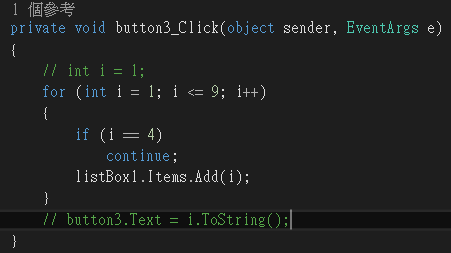 1 個參考
private void button3_Click(object sender, EventArgs e)
{
// int i = 1;
for (int i = 1; i <= 9; i++)
{
if (i == 4)
continue;
listBox1.Items.Add(i);
}
// button3.Text = i.ToString();
}